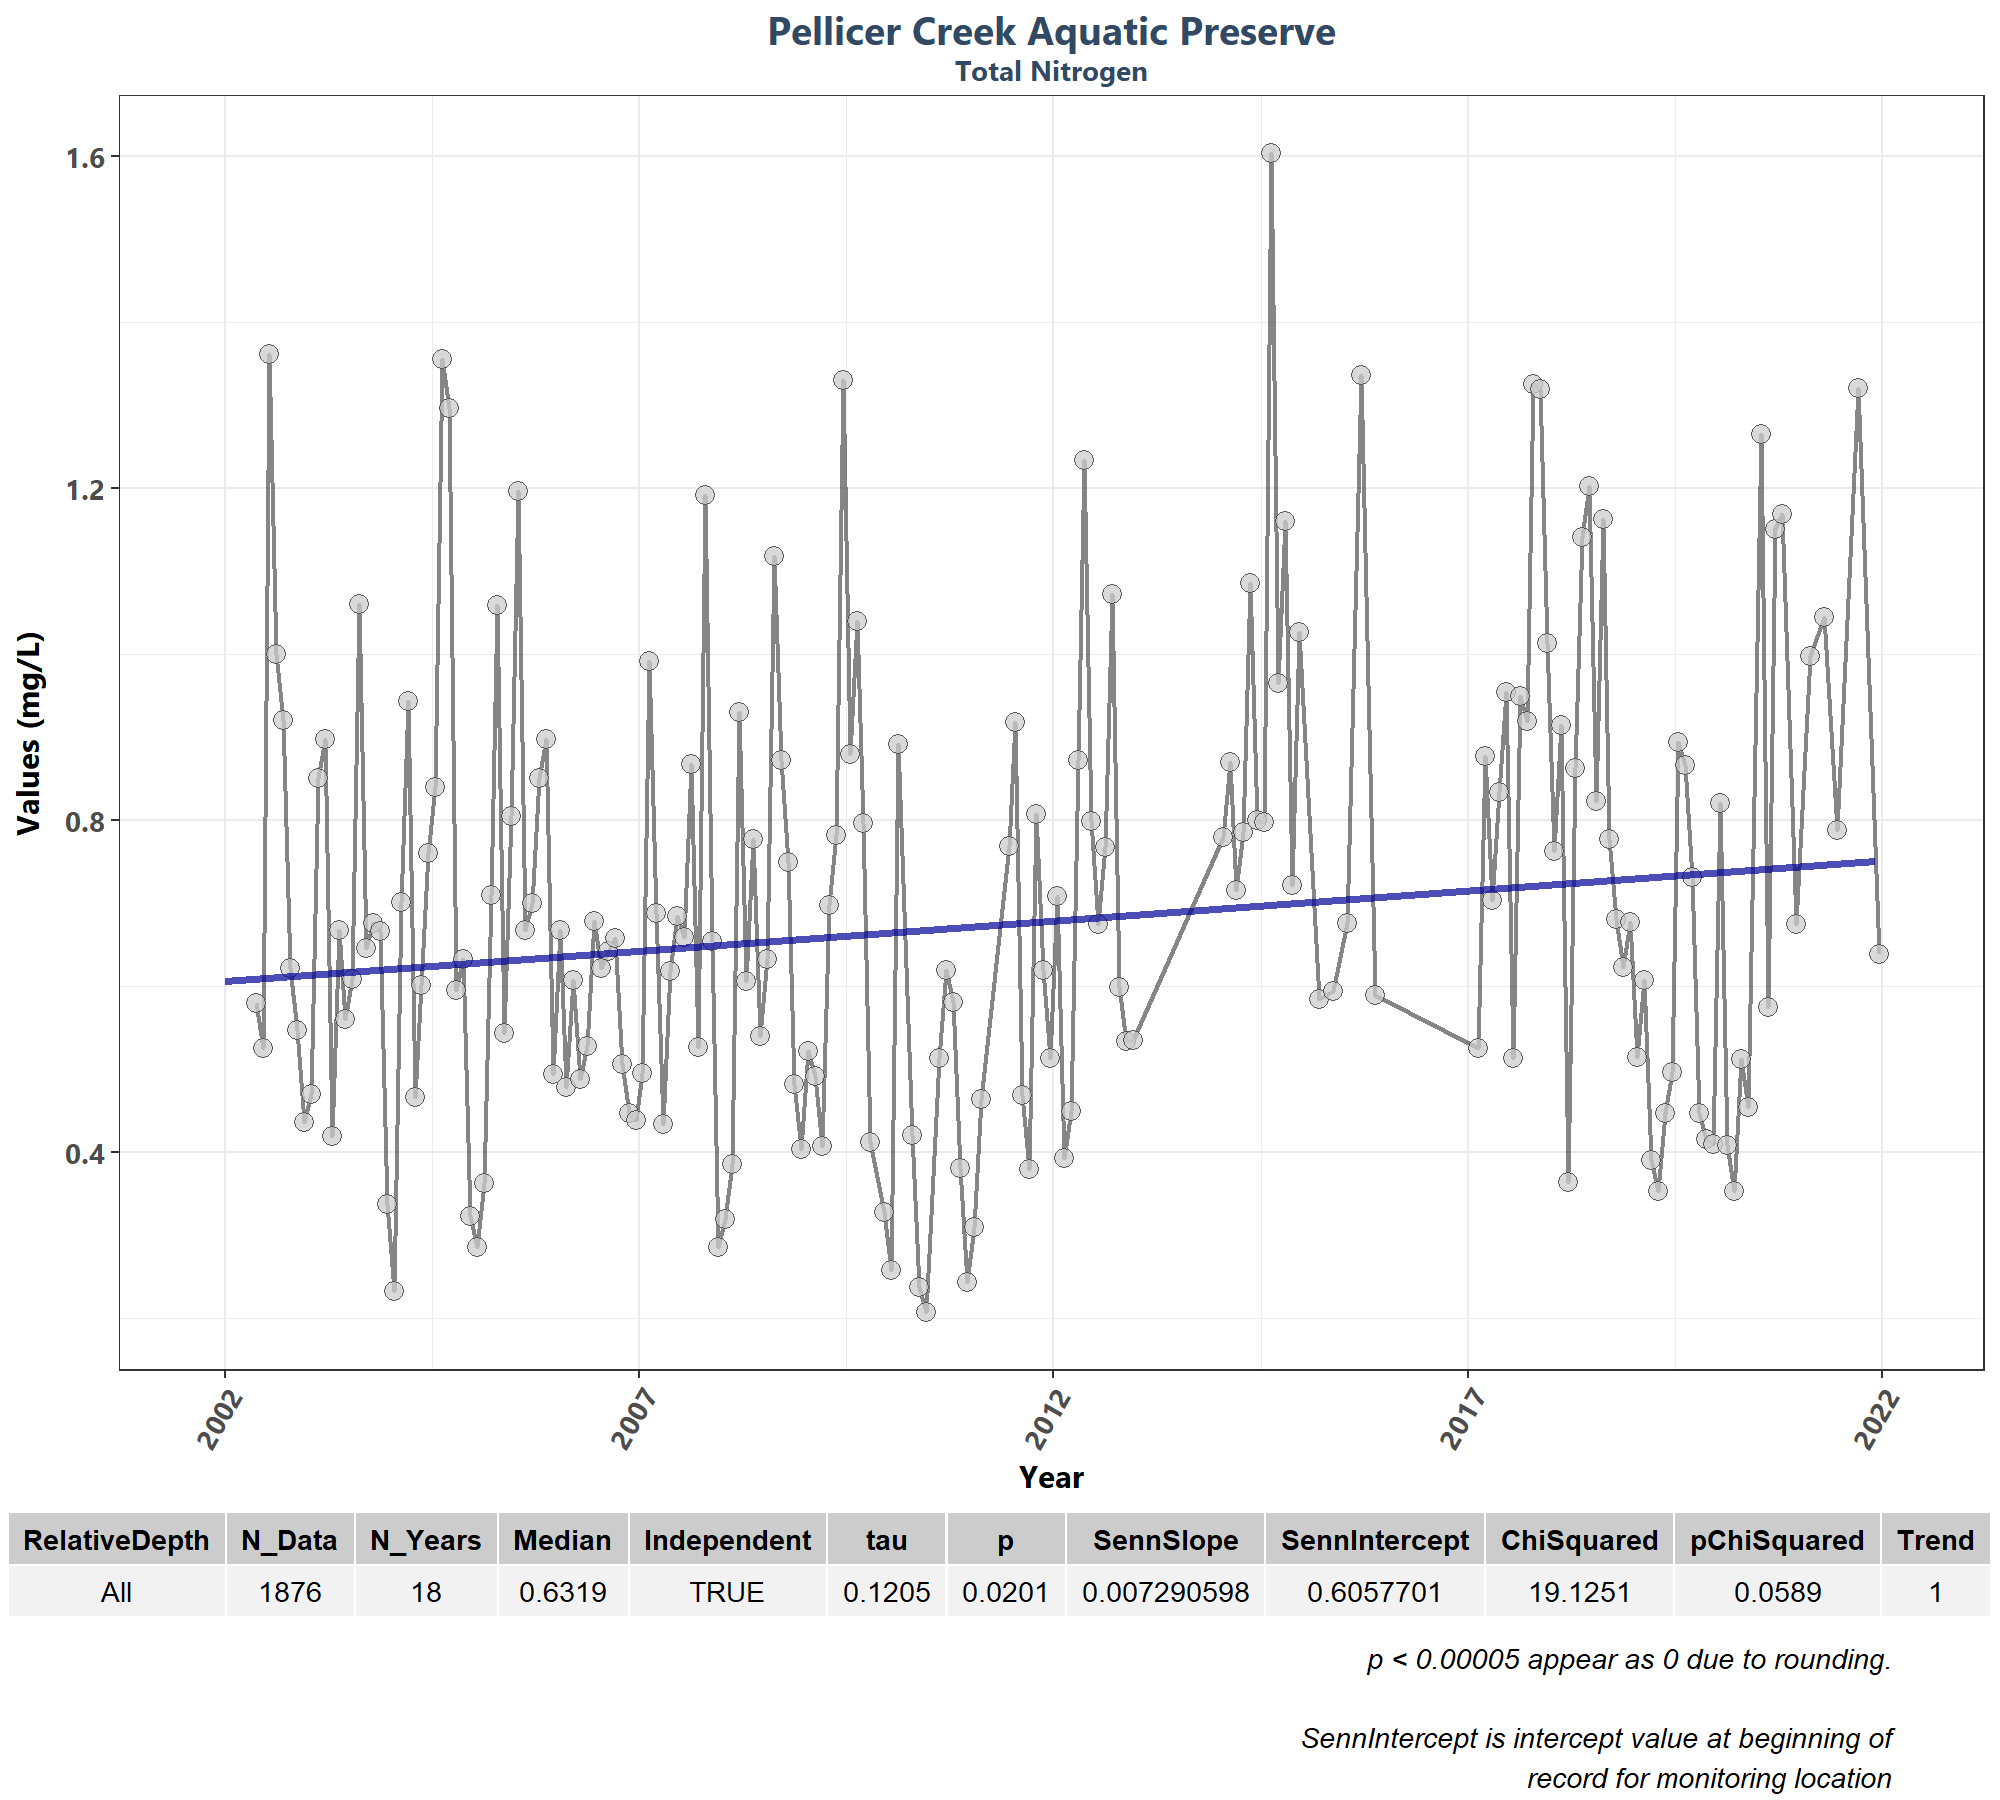 Pellicer Creek Aquatic Preserve
Total Nitrogen
Values (mg/L)
1.6
1.2
0.8
0.4
2002
2007
2012
2017
2022
Year
RelativeDepth N_Data N_Years Median Independent tau p SennSlope SennIntercept ChiSquared pChiSquared Trend
All 1876 18 0.6319 TRUE 0.1205 0.0201 0.007290598 0.6057701 19.1251 0.0589 1
p < 0.00005 appear as 0 due to rounding.
SennIntercept is intercept value at beginning of
record for monitoring location